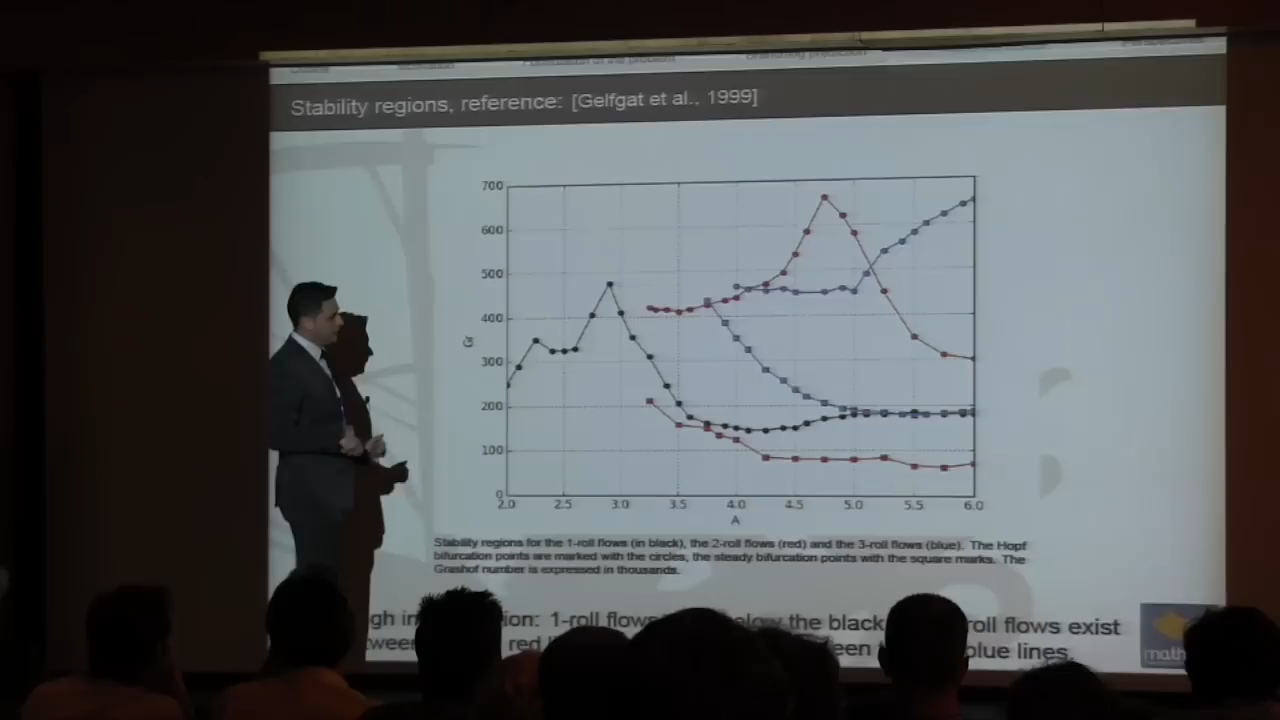 Stability regions, reference: [Gelfgat et al., 1999]
700
600
500
400
300
200
100
0
Gr
2.0 2.5 3.0 3.5 4.0 4.5 5.0 5.5 6.0
A
Stability regions for the 1-roll flows (in black), the 2-roll flows (red) and the 3-roll flows (blue). The Hopf
bifurcation points are marked with the circles, the steady bifurcation points with the square marks. The
Grashof number is expressed in thousands.
1-roll flows below the black roll flows exist
red blue lines.
math